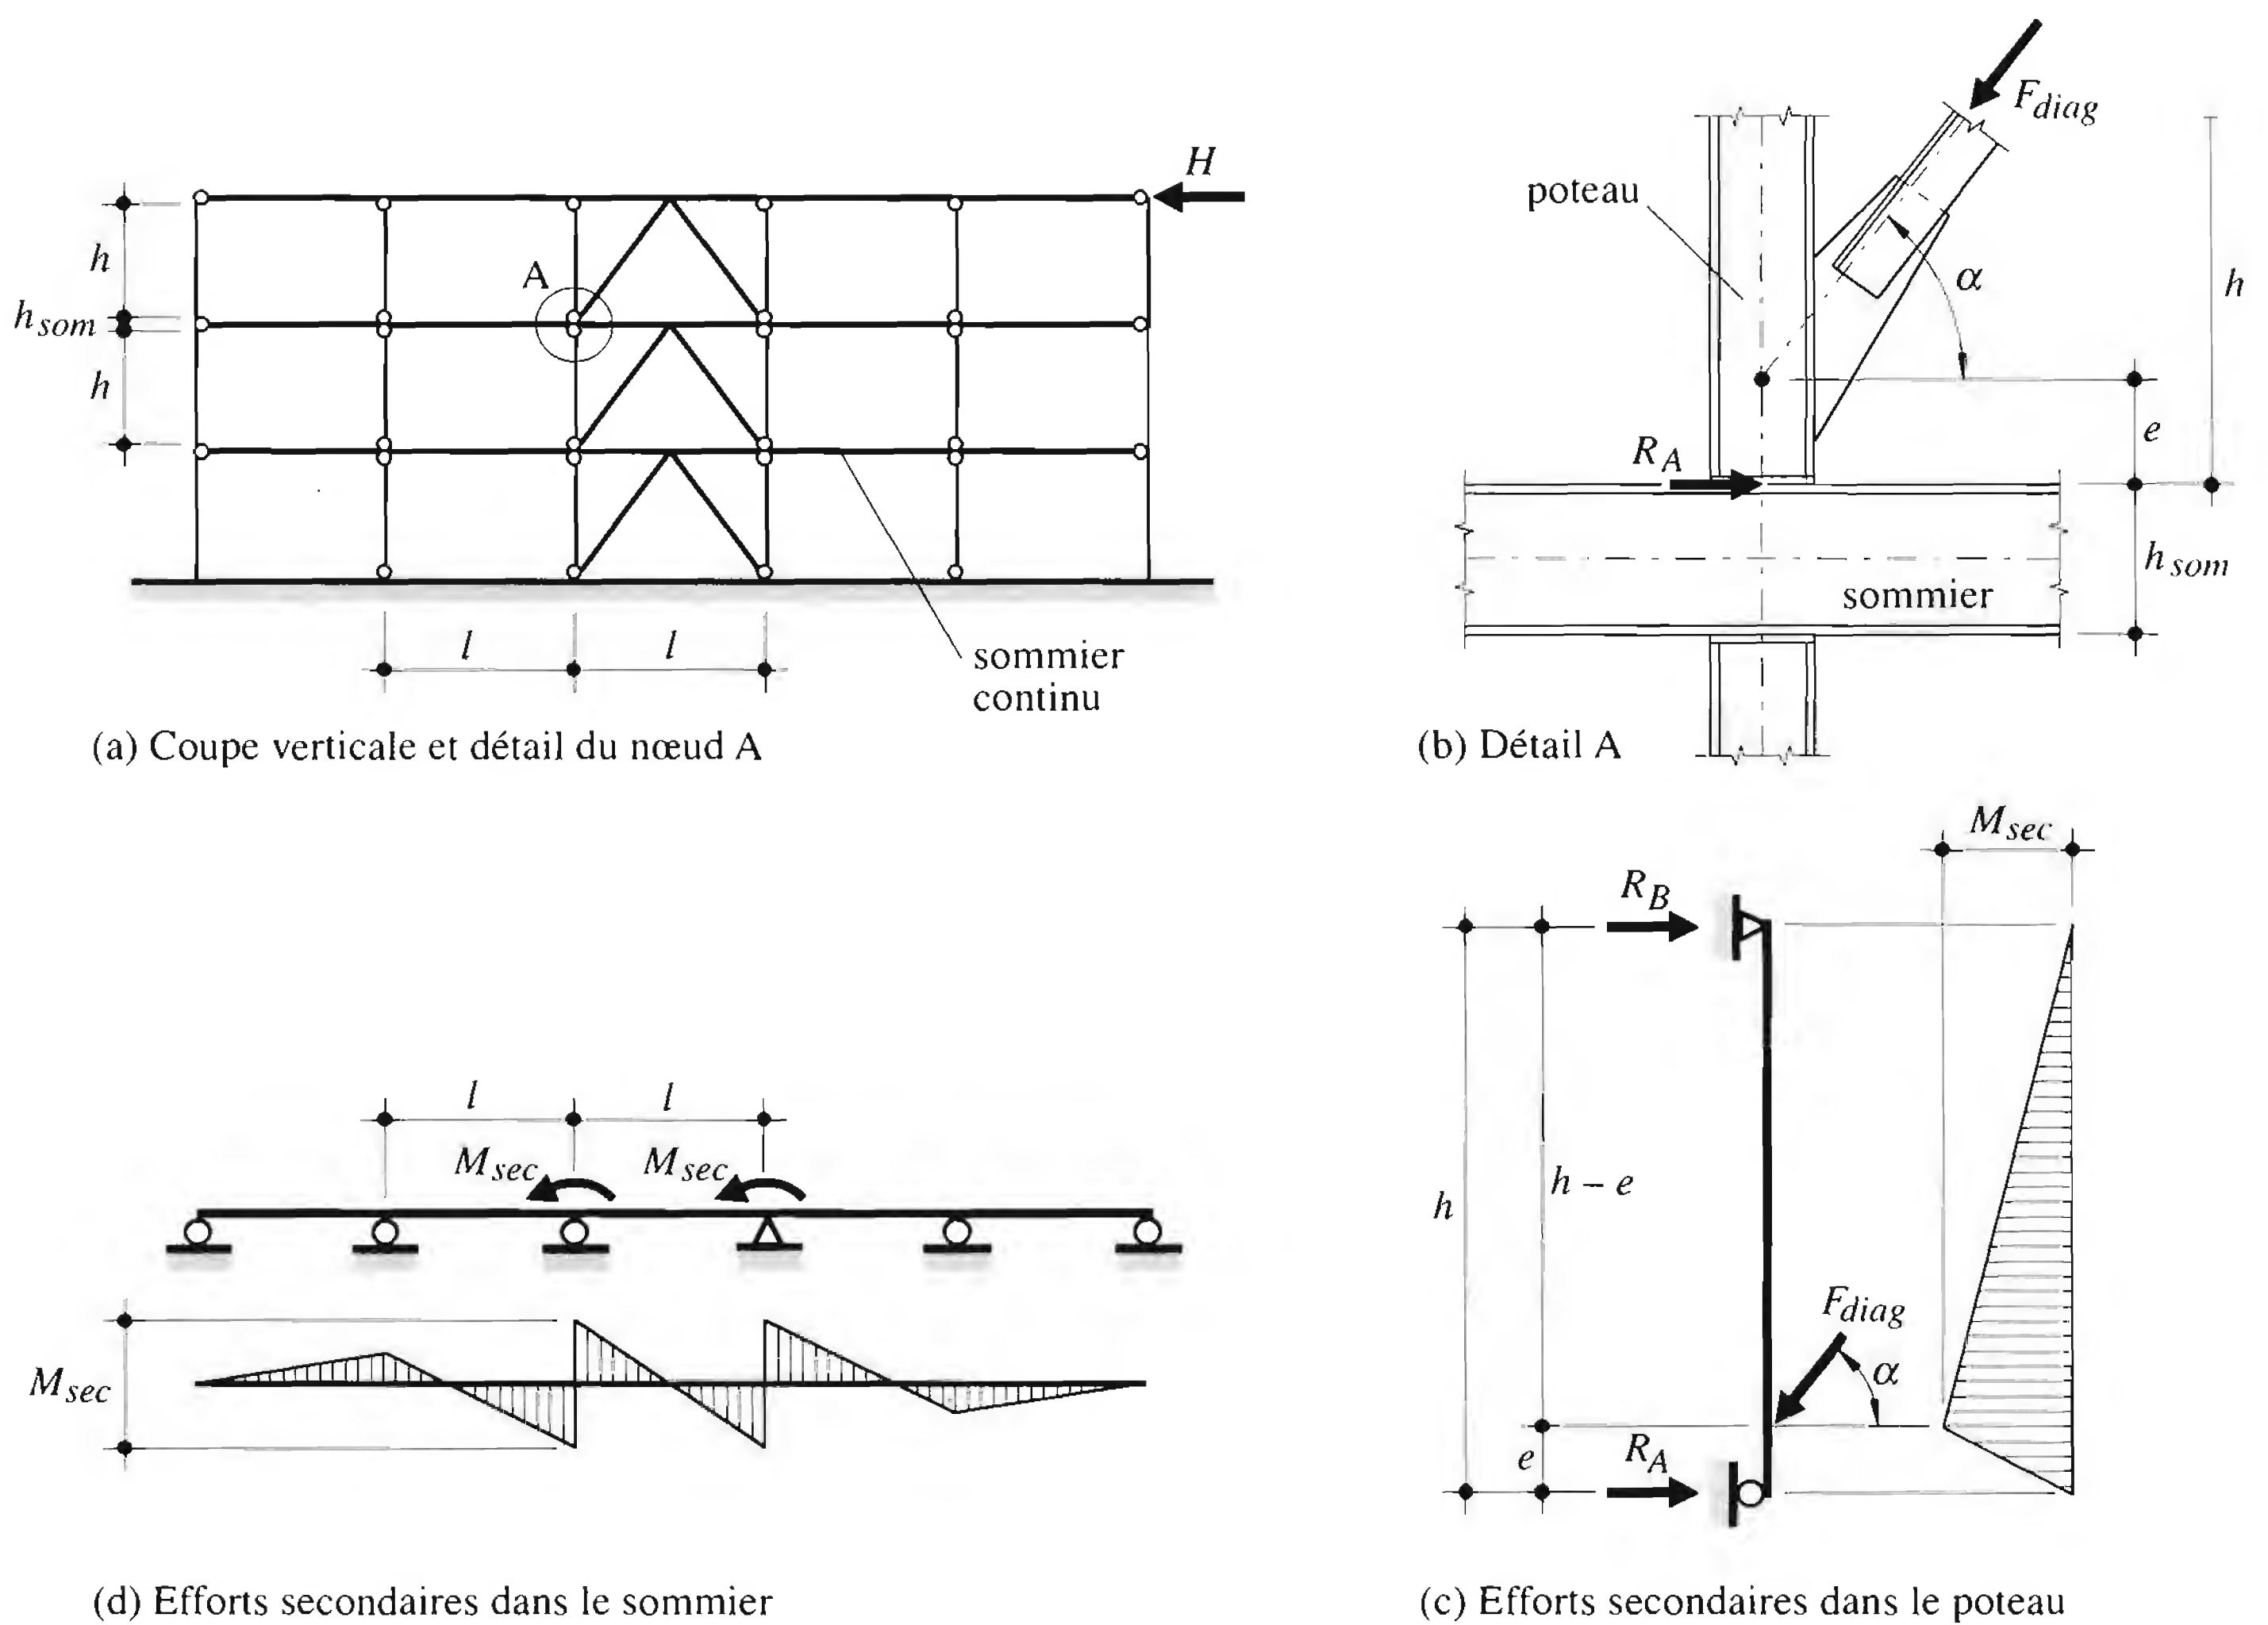 H
h
h_som
h
A
l
l
sommier
continu
(a) Coupe verticale et détail du nœud A
F_diag
poteau
α
h
R_A
e
h_som
sommier
(b) Détail A
l
l
M_sec
M_sec
M_sec
(d) Efforts secondaires dans le sommier
M_sec
R_B
h
h – e
F_diag
α
e
R_A
(c) Efforts secondaires dans le poteau